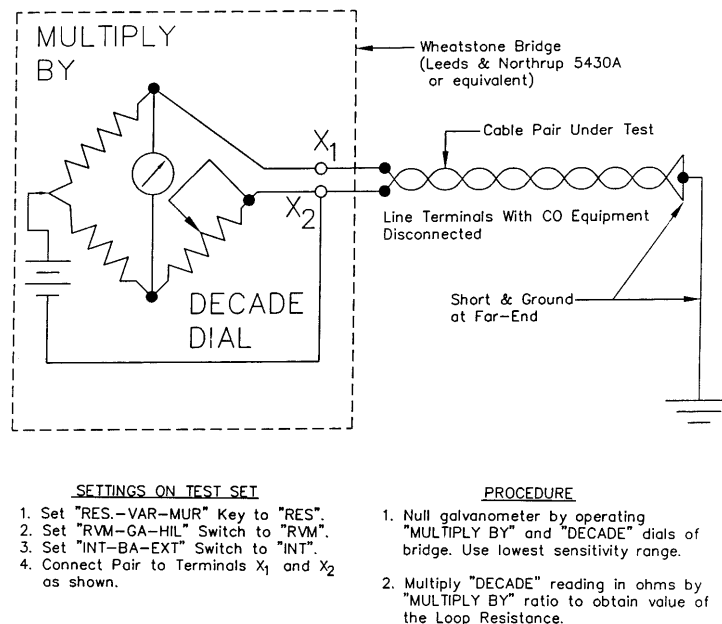 MULTIPLY
BY
Wheatstone Bridge
(Leeds & Northrup 5430A
or equivalent)
X1
Cable Pair Under Test
X2
Line Terminals With CO Equipment
Disconnected
DECADE
DIAL
Short & Ground
at Far-End
SETTINGS ON TEST SET
1. Set "RES.-VAR-MUR" Key to "RES".
2. Set "RVM-GA-HIL" Switch to "RVM".
3. Set "INT-BA-EXT" Switch to "INT".
4. Connect Pair to Terminals X1 and X2
as shown.
PROCEDURE
1. Null galvanometer by operating
"MULTIPLY BY" and "DECADE" dials of
bridge. Use lowest sensitivity range.
2. Multiply "DECADE" reading in ohms by
"MULTIPLY BY" ratio to obtain value of
the Loop Resistance.